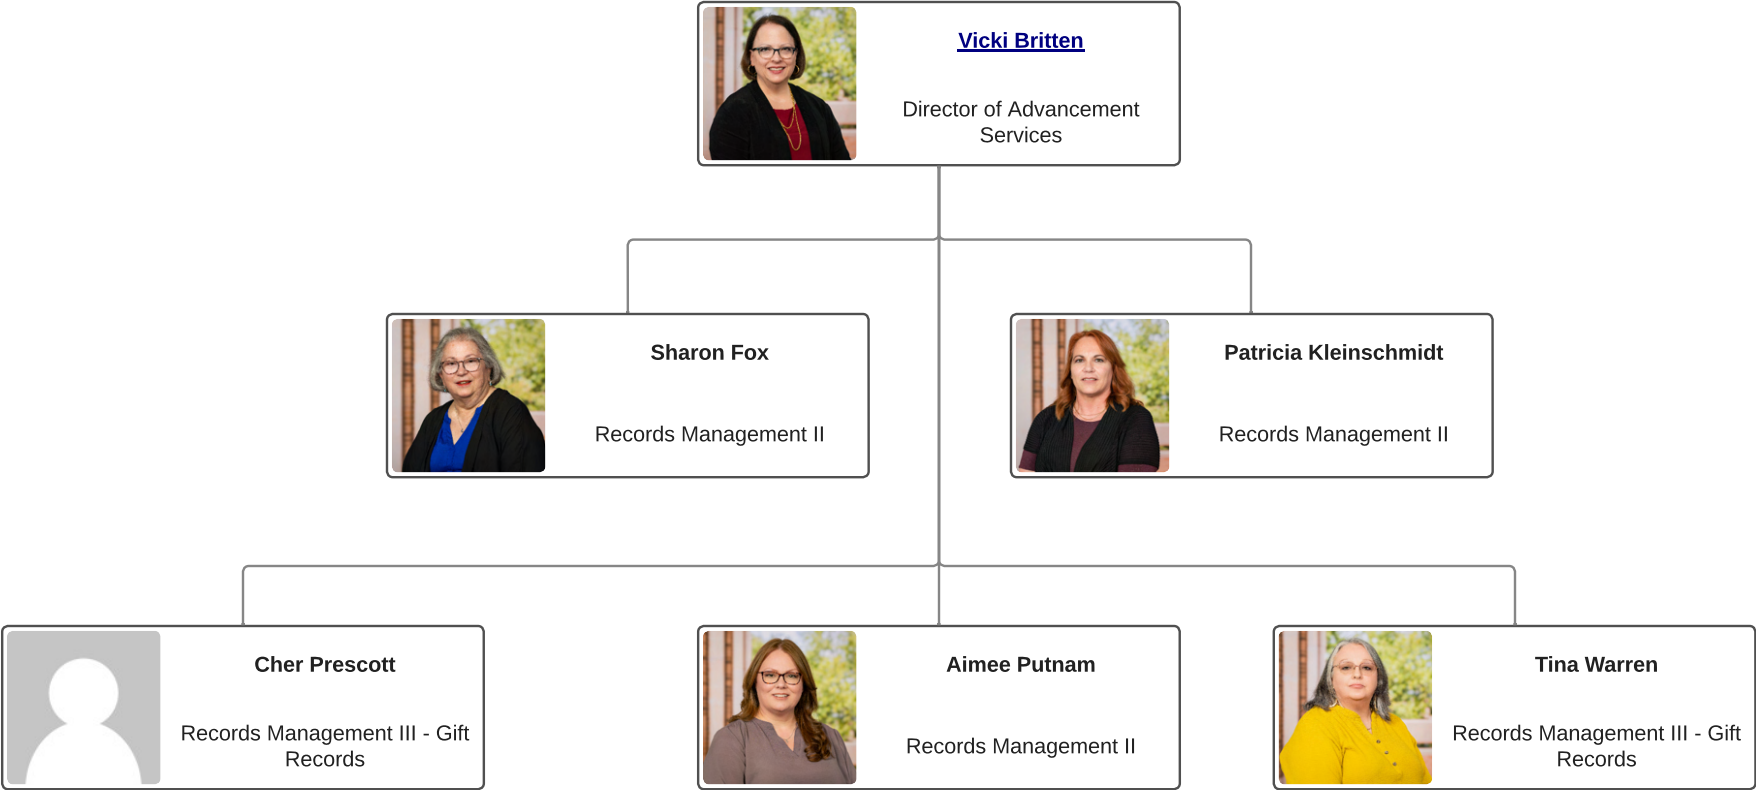 Vicki Britten
Director of Advancement
Services
Sharon Fox
Records Management II
Patricia Kleinschmidt
Records Management II
Cher Prescott
Records Management III - Gift
Records
Aimee Putnam
Records Management II
Tina Warren
Records Management III - Gift
Records